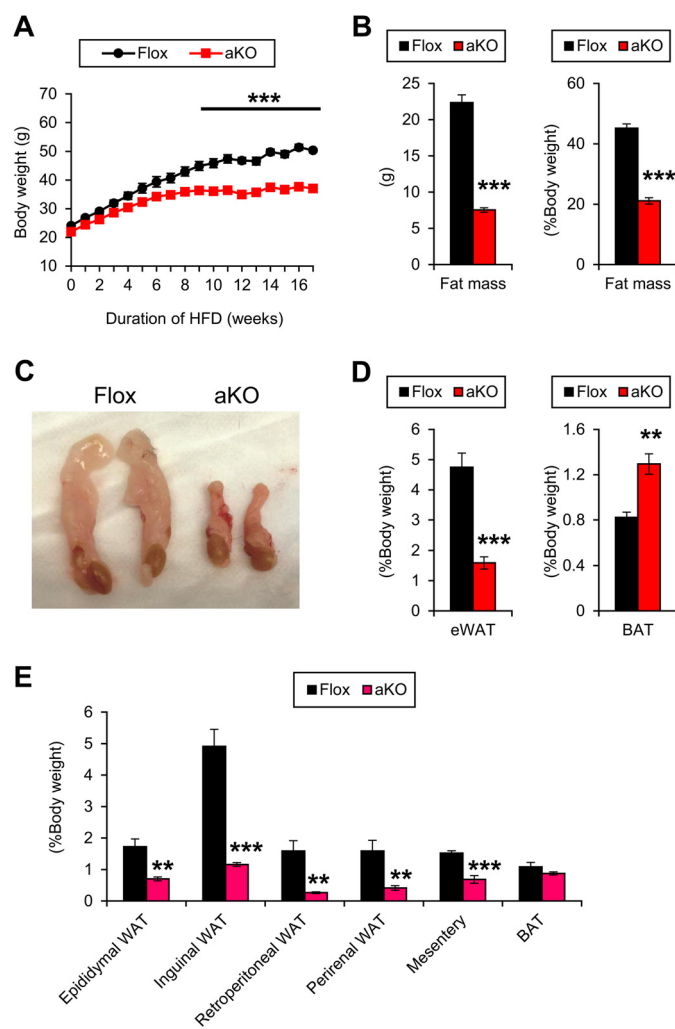 A
Flox aKO
Body weight (g)
70
60
50
40
30
20
***
0 2 4 6 8 10 12 14 16
Duration of HFD (weeks)
B
Flox aKO
(g)
25
20
15
10
5
0
***
Fat mass
Flox aKO
(%Body weight)
60
40
20
0
***
Fat mass
C
Flox aKO
D
Flox aKO
(%Body weight)
6
5
4
3
2
1
0
***
eWAT
Flox aKO
(%Body weight)
1.6
1.2
0.8
0.4
0
**
BAT
E
Flox aKO
(%Body weight)
6
5
4
3
2
1
0
** *** ** ** ***
Epididymal WAT
Inguinal WAT
Retroperitoneal WAT
Perirenal WAT
Mesentery
BAT